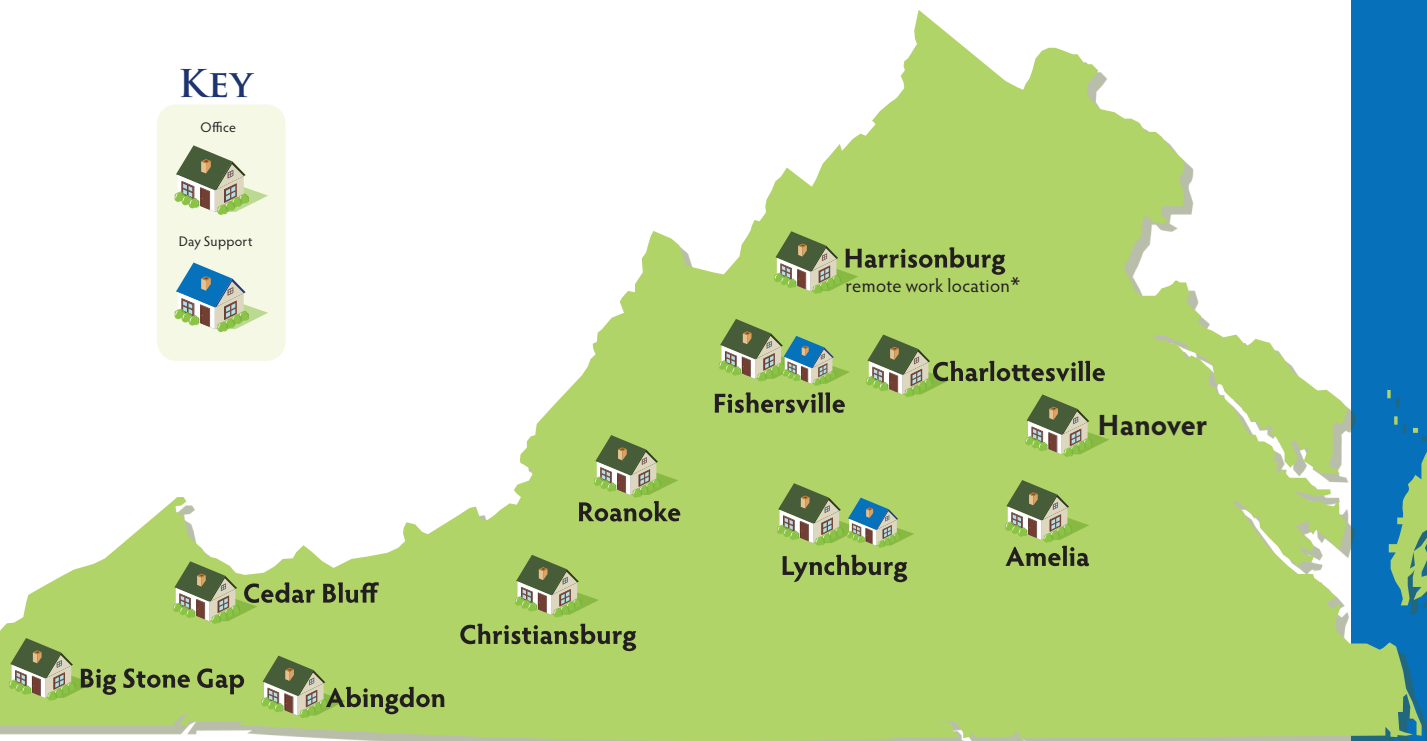 KEY
Office
Day Support
Harrisonburg
remote work location*
Charlottesville
Fishersville
Hanover
Roanoke
Lynchburg
Amelia
Cedar Bluff
Christiansburg
Big Stone Gap
Abingdon